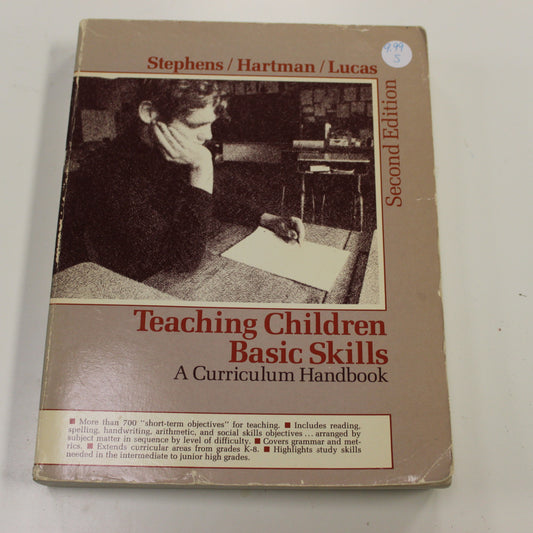 9.99
S
Stephens / Hartman / Lucas
Second Edition
Teaching Children
Basic Skills
A Curriculum Handbook
■ More than 700 "short-term objectives" for teaching. ■ Includes reading,
spelling, handwriting, arithmetic, and social skills objectives ... arranged by
subject matter in sequence by level of difficulty. ■ Covers grammar and met-
rics. ■ Extends curricular areas from grades K-8. ■ Highlights study skills
needed in the intermediate to junior high grades.